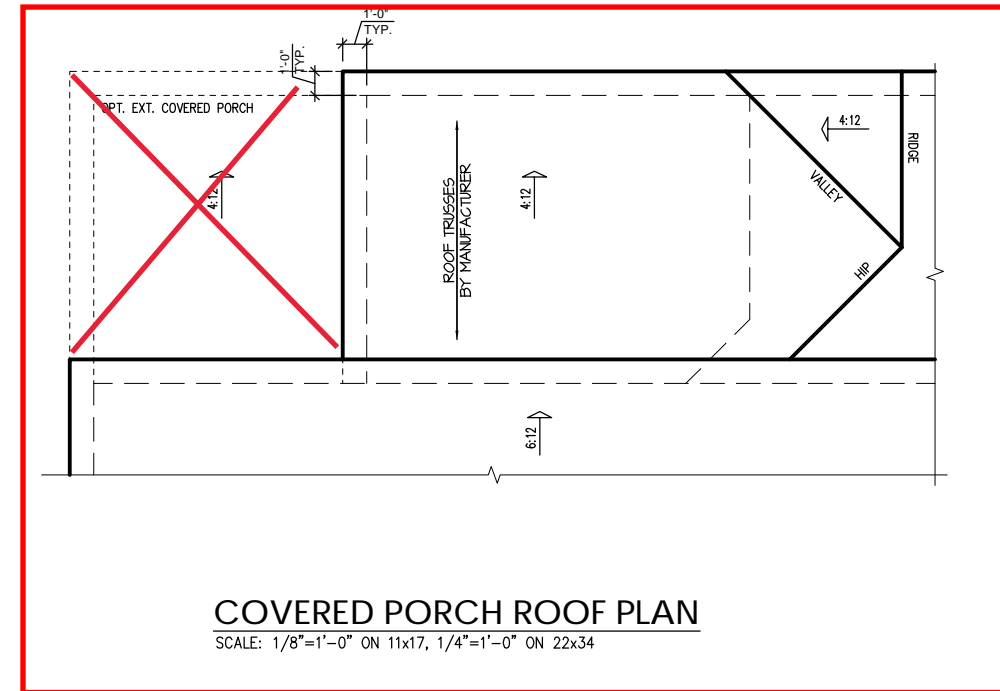 1'-0"
TYP.
1'-0"
TYP.
OPT. EXT. COVERED PORCH
4:12
4:12
4:12
ROOF TRUSSES
BY MANUFACTURER
VALLEY
RIDGE
HIP
6:12
COVERED PORCH ROOF PLAN
SCALE: 1/8"=1'-0" ON 11x17, 1/4"=1'-0" ON 22x34